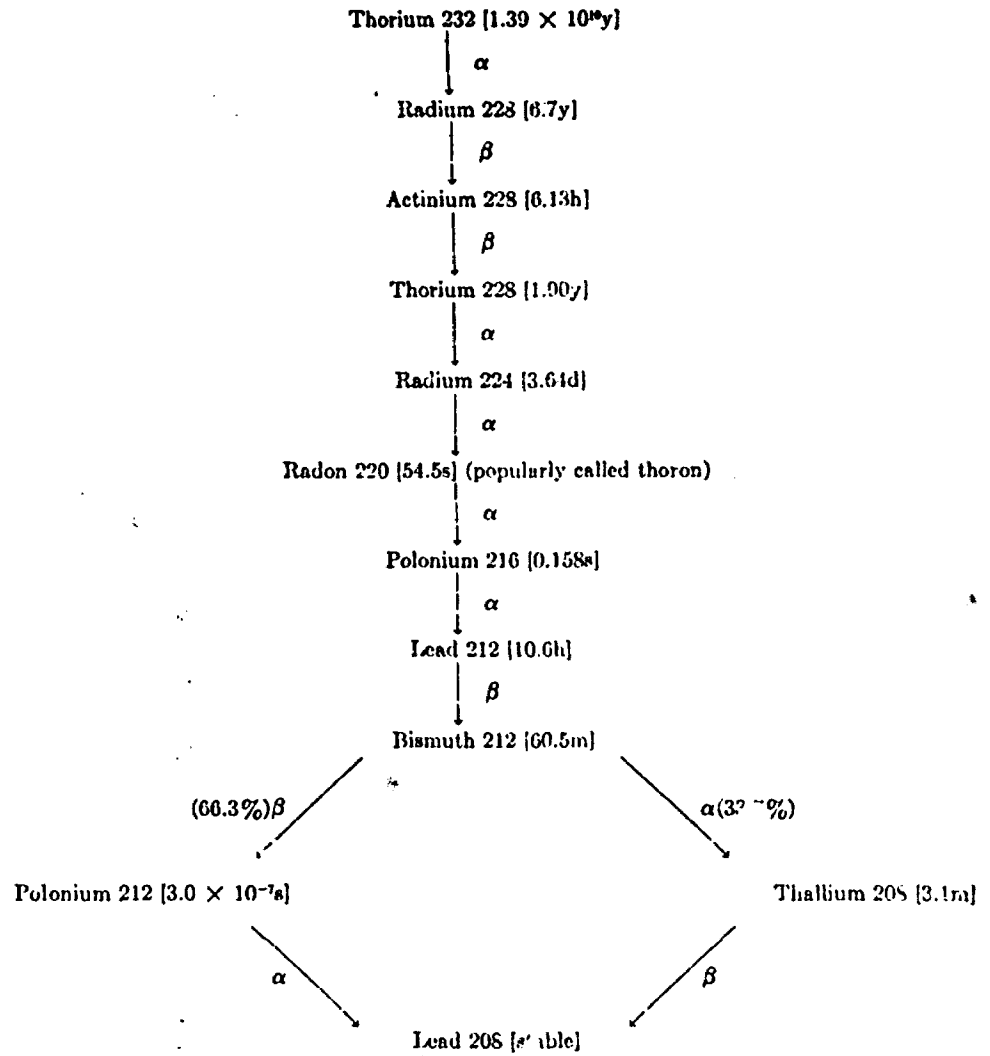 Thorium 232 [1.39 × 10¹⁰y]
α
Radium 228 [6.7y]
β
Actinium 228 [6.13h]
β
Thorium 228 [1.90y]
α
Radium 224 [3.64d]
α
Radon 220 [54.5s] (popularly called thoron)
α
Polonium 216 [0.158s]
α
Lead 212 [10.6h]
β
Bismuth 212 [60.5m]
(66.3%)β
Polonium 212 [3.0 × 10⁻⁷s]
α
Thallium 208 [3.1m]
β
Lead 208